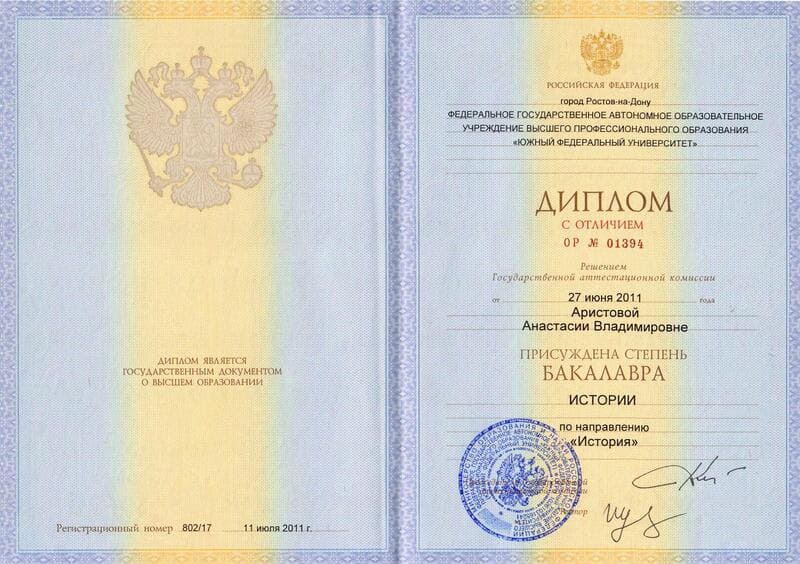 ДИПЛОМ ЯВЛЯЕТСЯ
ГОСУДАРСТВЕННЫМ ДОКУМЕНТОМ
О ВЫСШЕМ ОБРАЗОВАНИИ
Регистрационный номер 802/17 11 июля 2011 г.
РОССИЙСКАЯ ФЕДЕРАЦИЯ
город Ростов-на-Дону
ФЕДЕРАЛЬНОЕ ГОСУДАРСТВЕННОЕ АВТОНОМНОЕ ОБРАЗОВАТЕЛЬНОЕ
УЧРЕЖДЕНИЕ ВЫСШЕГО ПРОФЕССИОНАЛЬНОГО ОБРАЗОВАНИЯ
«ЮЖНЫЙ ФЕДЕРАЛЬНЫЙ УНИВЕРСИТЕТ»
ДИПЛОМ
С ОТЛИЧИЕМ
ОР № 01394
Решением
Государственной аттестационной комиссии
от 27 июня 2011 года
Аристовой
Анастасии Владимировне
ПРИСУЖДЕНА СТЕПЕНЬ
БАКАЛАВРА
ИСТОРИИ
по направлению
«История»
Ректор